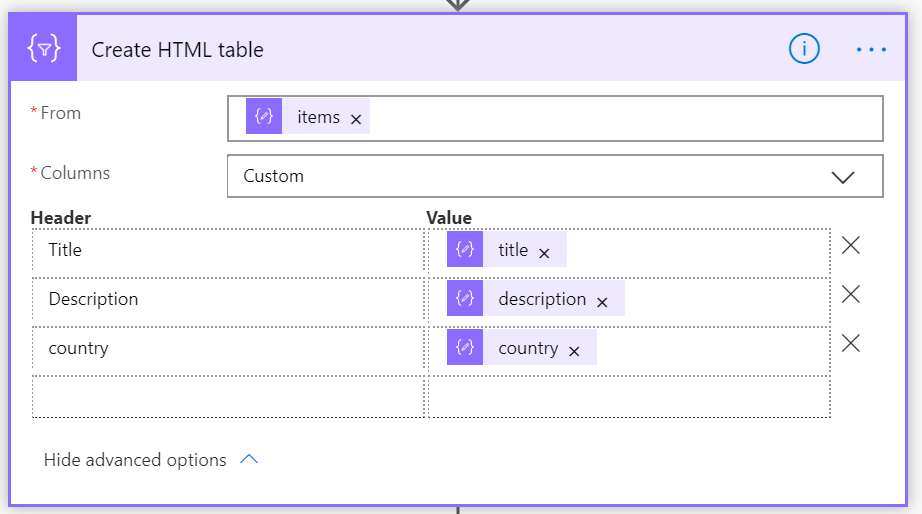 Create HTML table
*From
items ×
*Columns
Custom
Header Value
Title title ×
Description description ×
country country ×
Hide advanced options